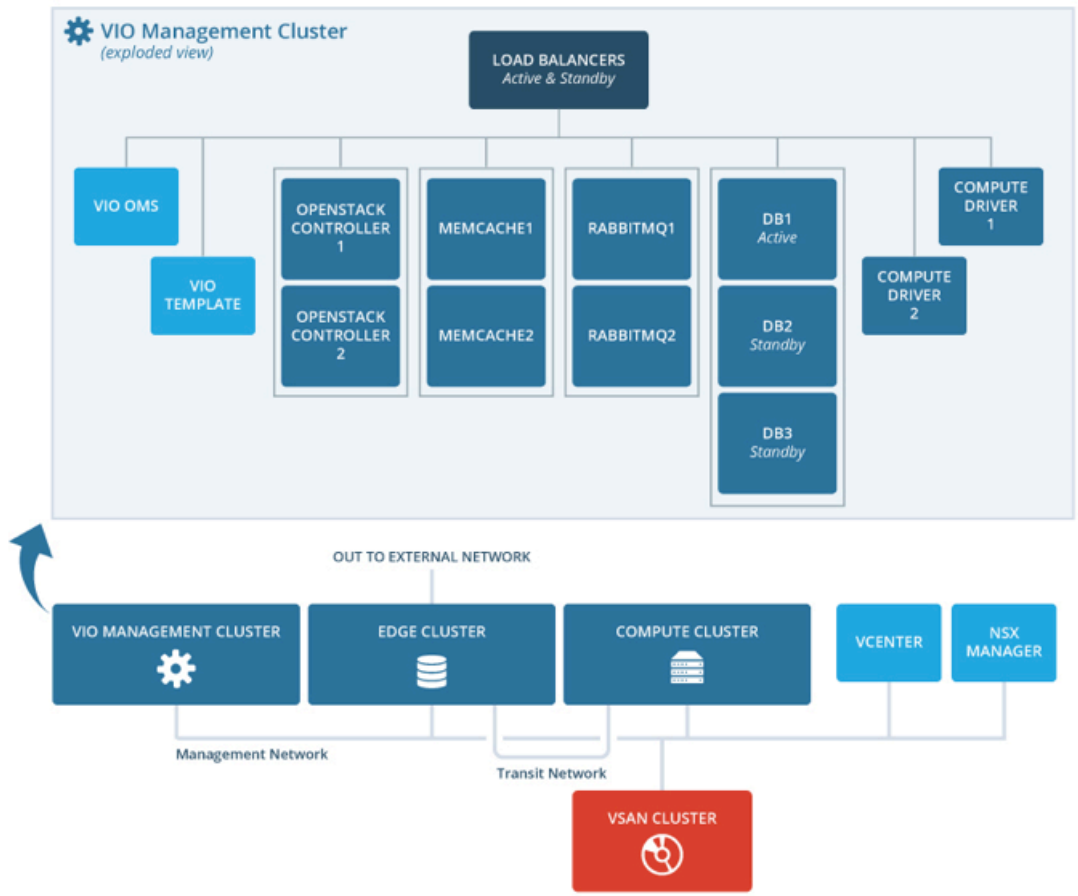 VIO Management Cluster
(exploded view)
LOAD BALANCERS
Active & Standby
VIO OMS
VIO
TEMPLATE
OPENSTACK
CONTROLLER
1
OPENSTACK
CONTROLLER
2
MEMCACHE1
MEMCACHE2
RABBITMQ1
RABBITMQ2
DB1
Active
DB2
Standby
DB3
Standby
COMPUTE
DRIVER
2
COMPUTE
DRIVER
1
OUT TO EXTERNAL NETWORK
VIO MANAGEMENT CLUSTER
EDGE CLUSTER
COMPUTE CLUSTER
VCENTER
NSX
MANAGER
Management Network
Transit Network
VSAN CLUSTER